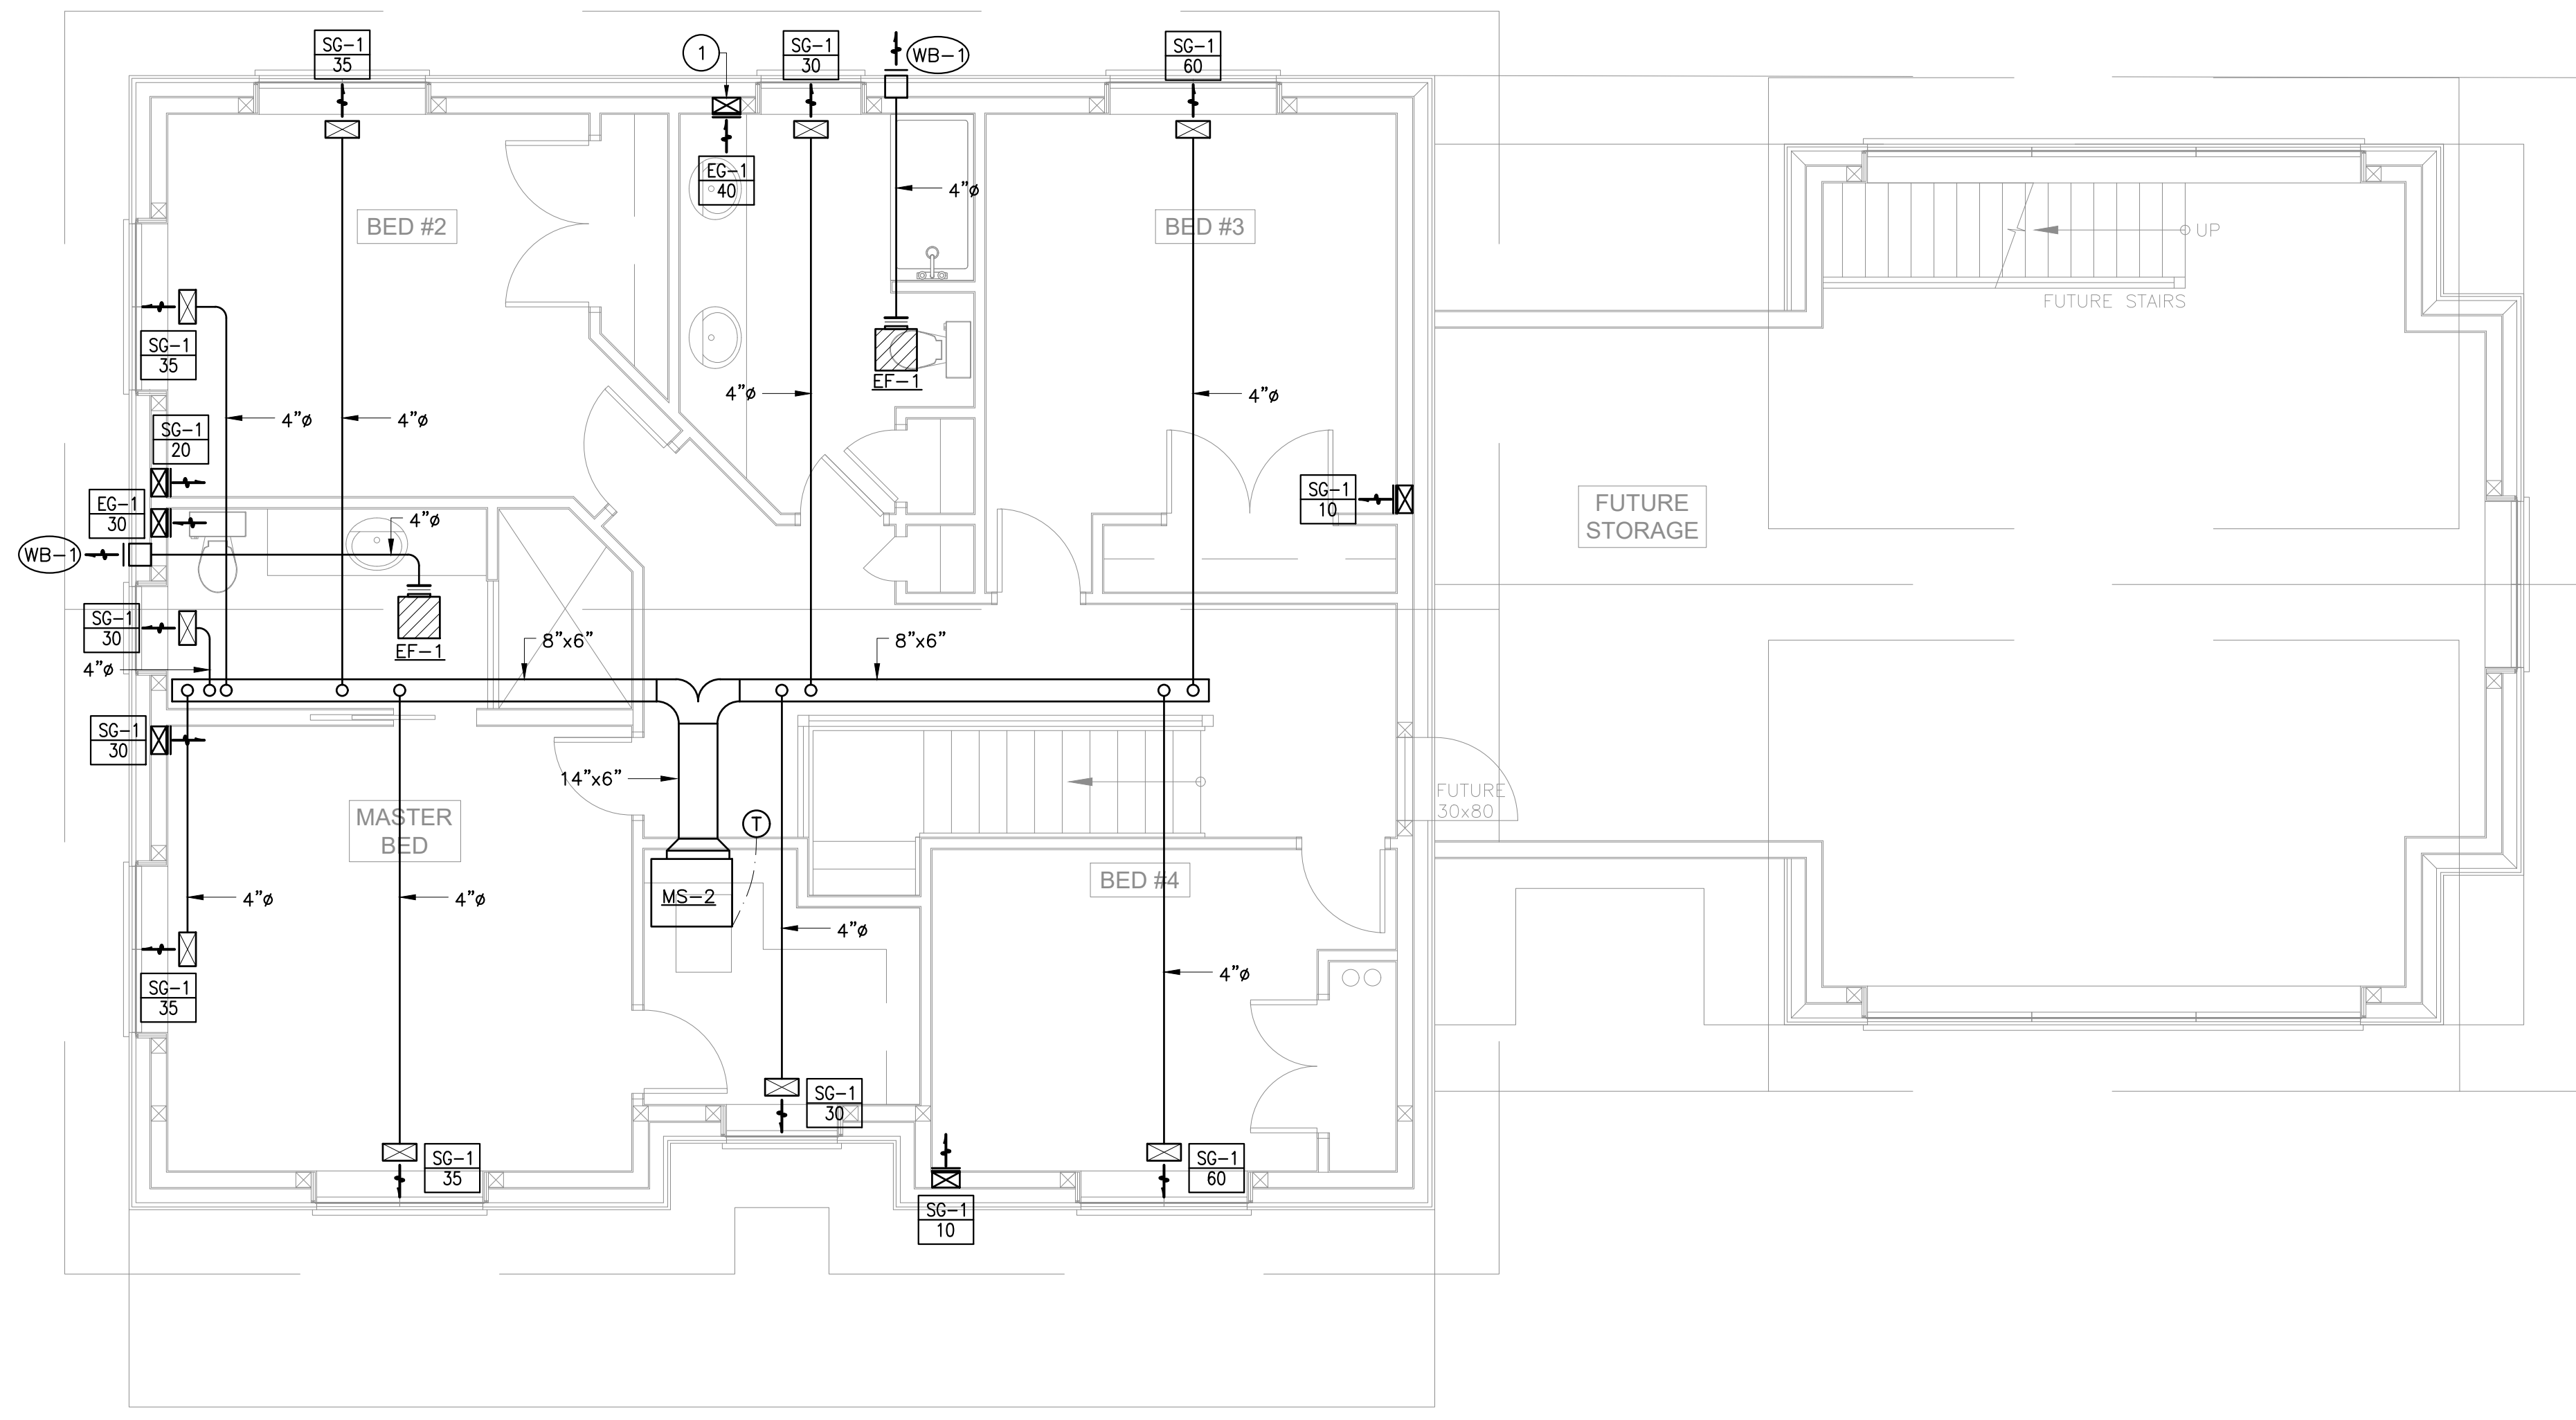 SG-1
35
1
SG-1
30
WB-1
SG-1
60
EG-1
40
4"ø
BED #2
BED #3
UP
FUTURE STAIRS
SG-1
35
EF-1
4"ø
4"ø
4"ø
4"ø
SG-1
20
SG-1
10
EG-1
30
4"ø
FUTURE
STORAGE
WB-1
SG-1
30
EF-1
8"x6"
8"x6"
4"ø
SG-1
30
14"x6"
FUTURE
30x80
MASTER
BED
T
BED #4
MS-2
4"ø
4"ø
4"ø
4"ø
SG-1
35
SG-1
30
SG-1
35
SG-1
60
SG-1
10